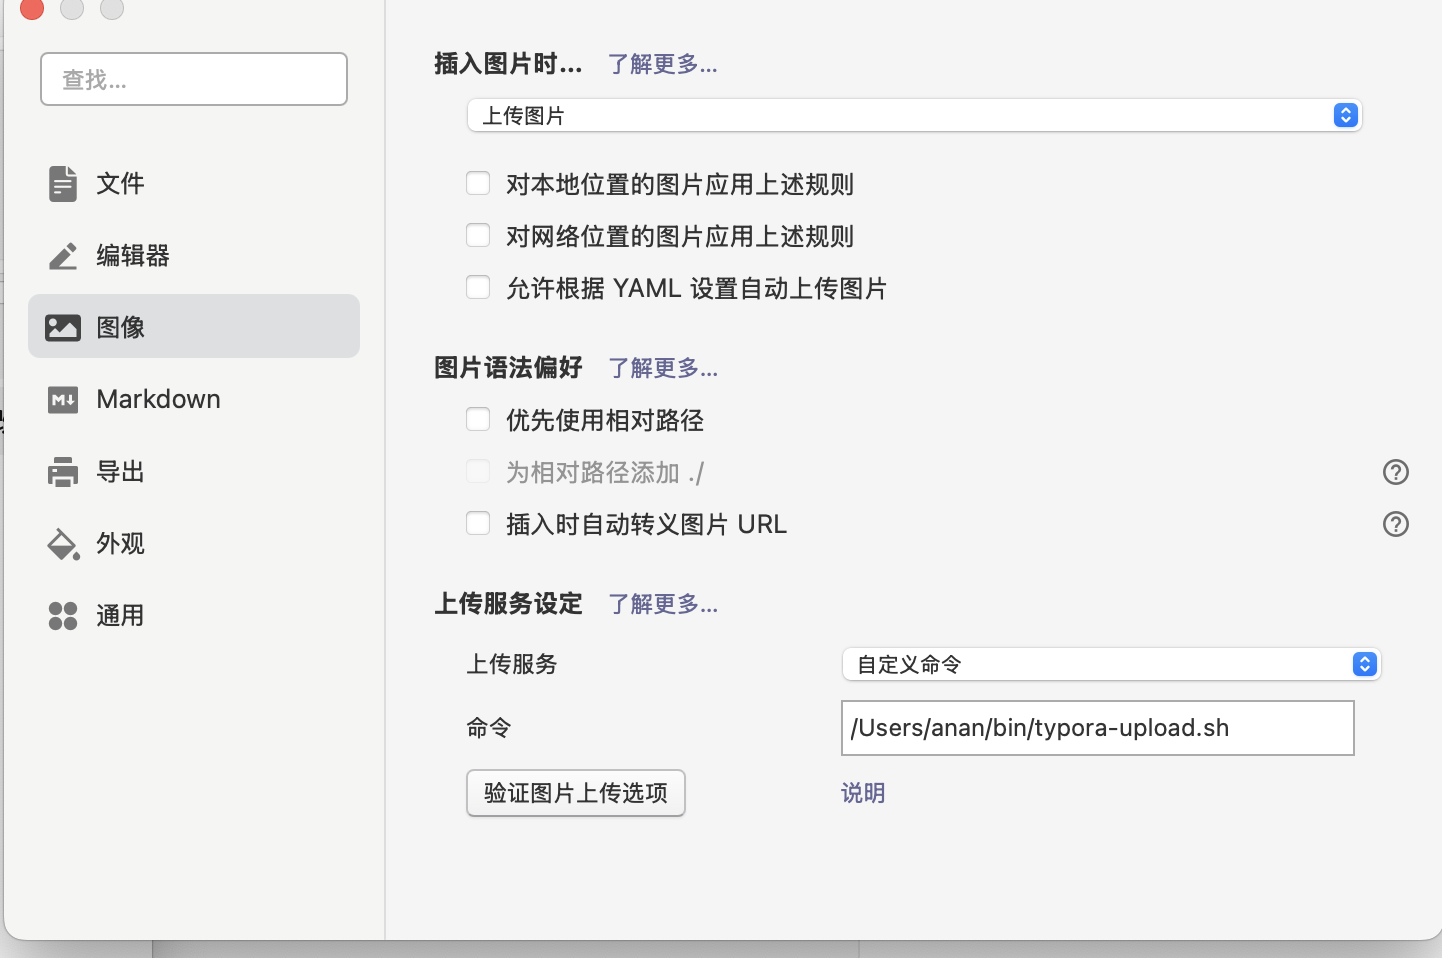 查找...
文件
编辑器
图像
Markdown
导出
外观
通用
插入图片时... 了解更多...
上传图片
对本地位置的图片应用上述规则
对网络位置的图片应用上述规则
允许根据 YAML 设置自动上传图片
图片语法偏好 了解更多...
优先使用相对路径
为相对路径添加 ./
插入时自动转义图片 URL
上传服务设定 了解更多...
上传服务 自定义命令
命令 /Users/anan/bin/typora-upload.sh
验证图片上传选项 说明